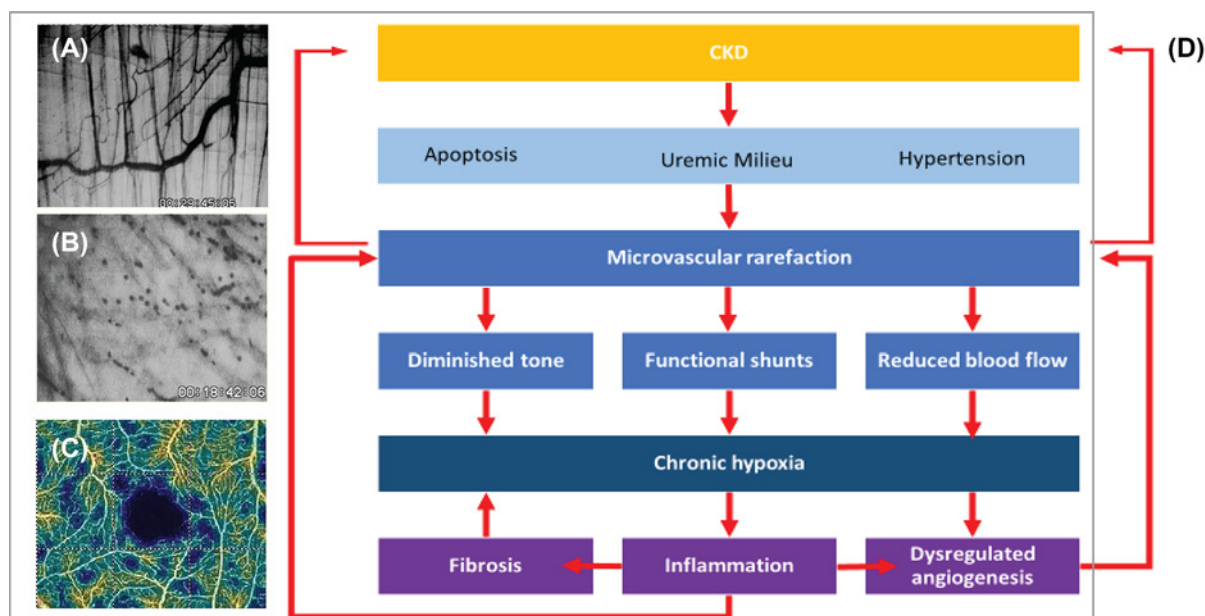 (A)
00:29:45:05
(B)
00:18:42:06
(C)
(D)
CKD
Apoptosis Uremic Milieu Hypertension
Microvascular rarefaction
Diminished tone Functional shunts Reduced blood flow
Chronic hypoxia
Fibrosis Inflammation Dysregulated
angiogenesis